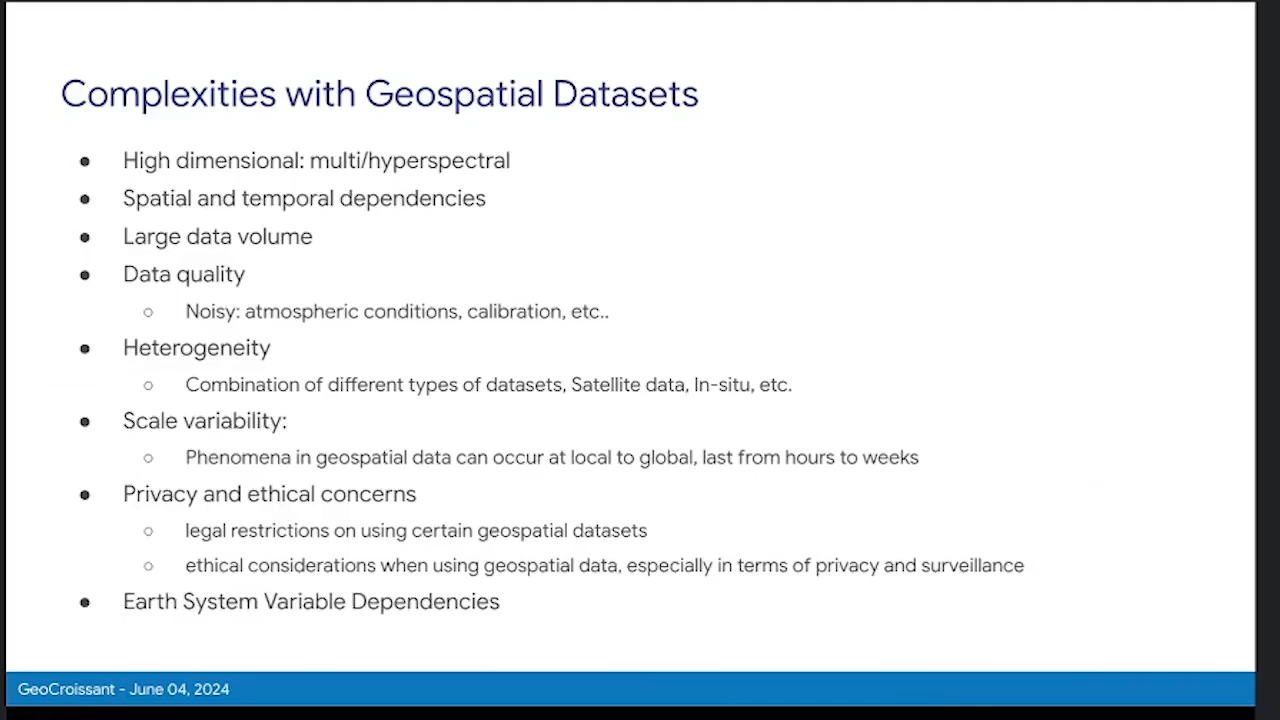 Complexities with Geospatial Datasets
● High dimensional: multi/hyperspectral
● Spatial and temporal dependencies
● Large data volume
● Data quality
○ Noisy: atmospheric conditions, calibration, etc..
● Heterogeneity
○ Combination of different types of datasets, Satellite data, In-situ, etc.
● Scale variability:
○ Phenomena in geospatial data can occur at local to global, last from hours to weeks
● Privacy and ethical concerns
○ legal restrictions on using certain geospatial datasets
○ ethical considerations when using geospatial data, especially in terms of privacy and surveillance
● Earth System Variable Dependencies
GeoCroissant - June 04, 2024